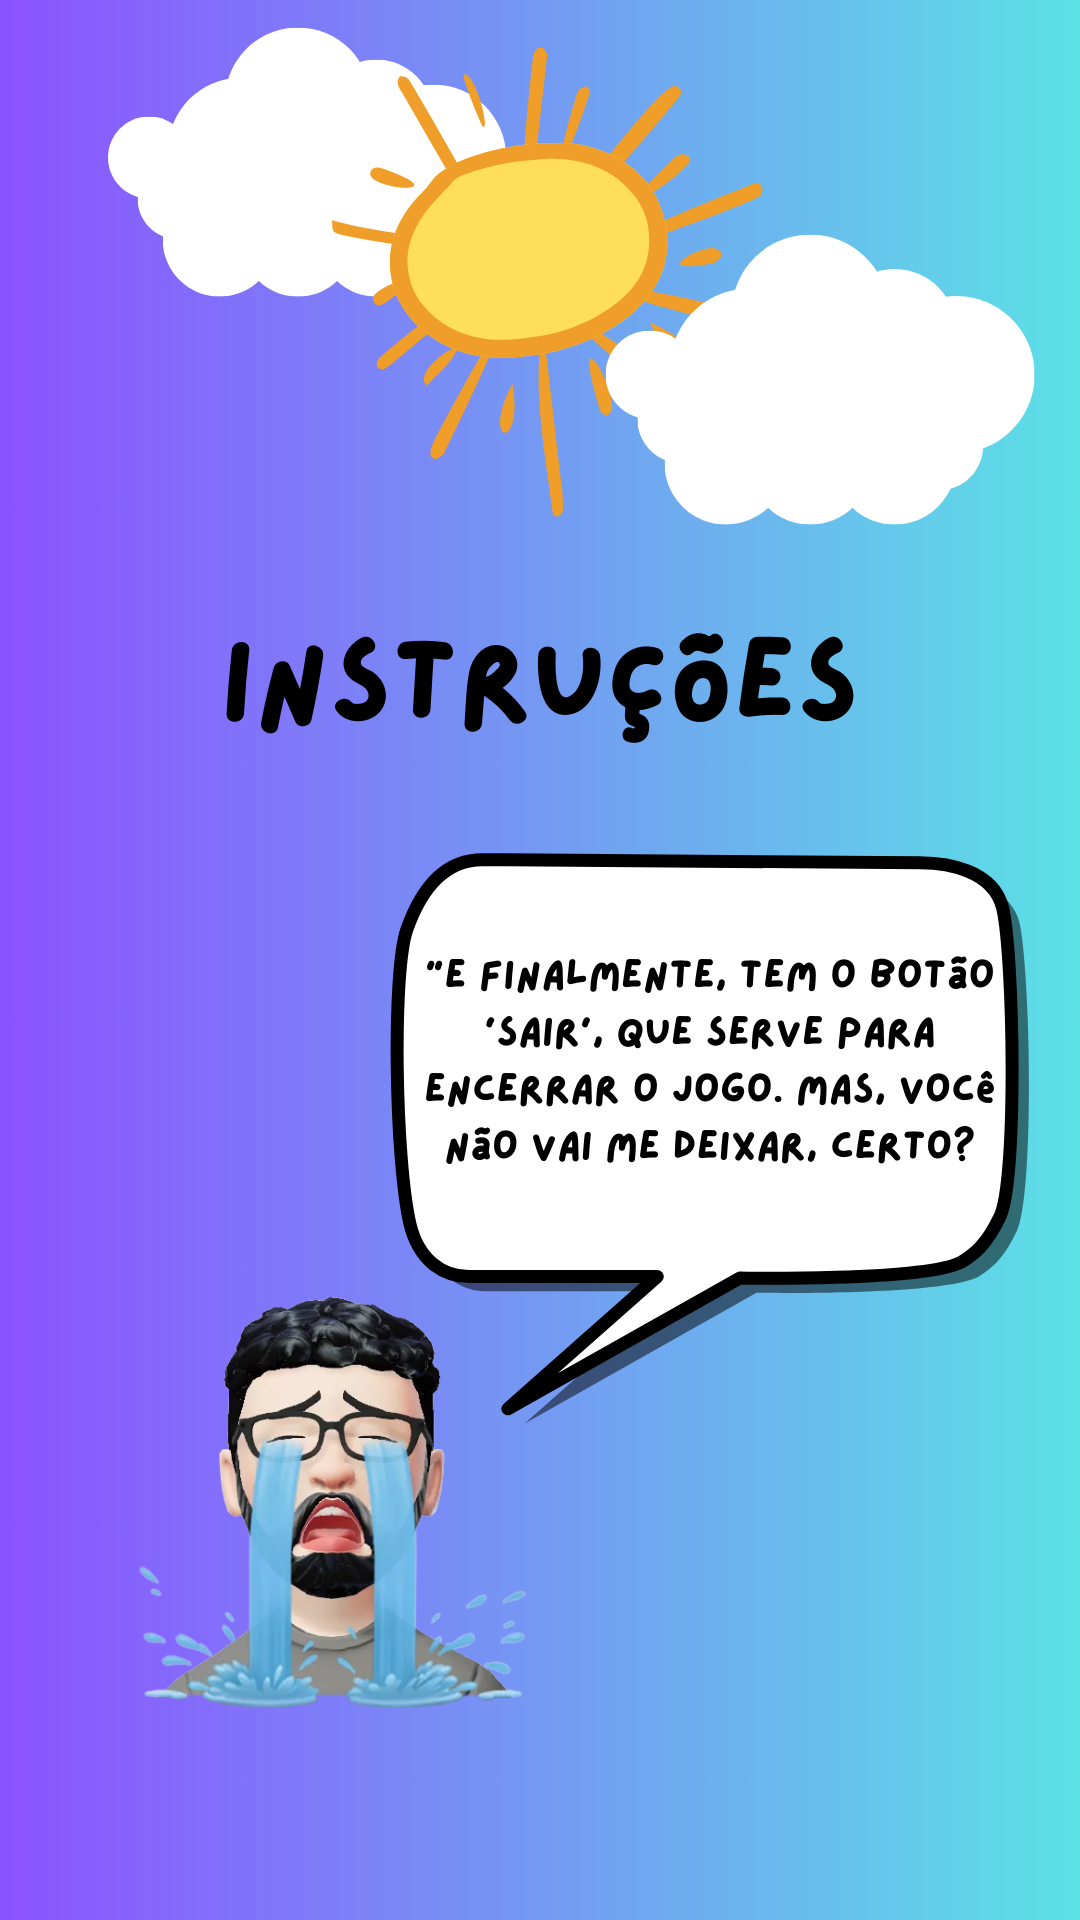 INSTRUÇÕES
"E FINALMENTE, TEM O BOTÃO
'SAIR', QUE SERVE PARA
ENCERRAR O JOGO. MAS, VOCÊ
NÃO VAI ME DEIXAR, CERTO?